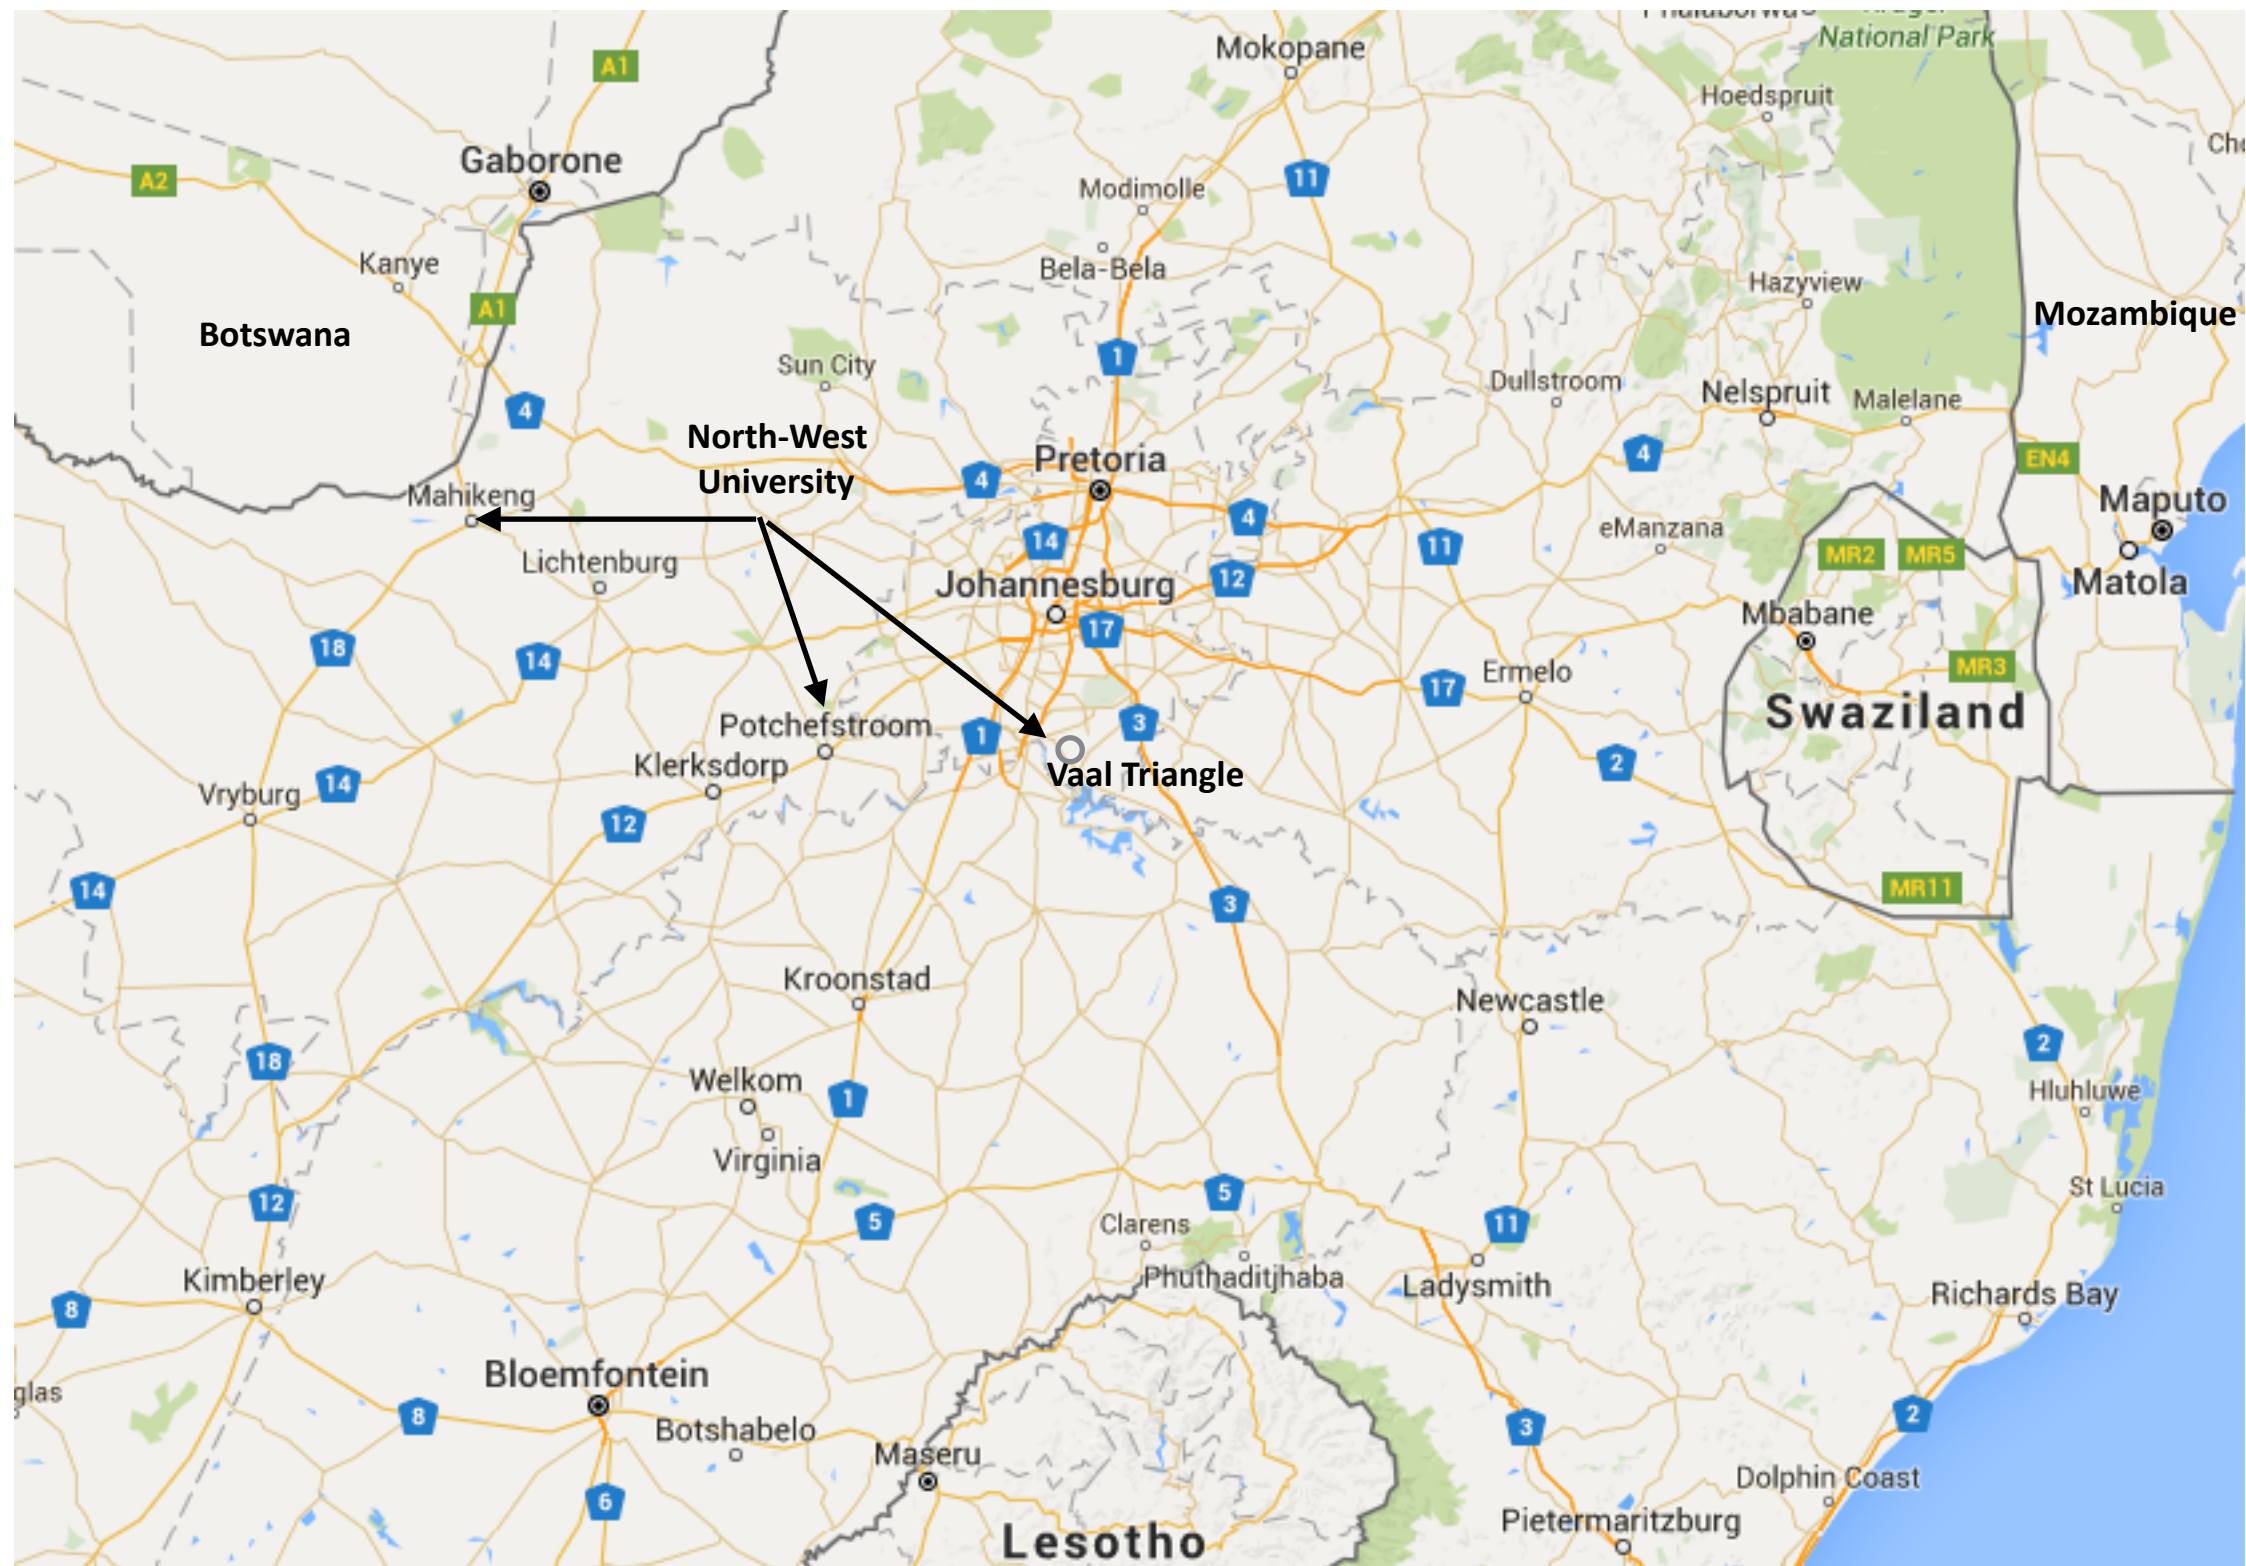 Mokopane
Kruger
National Park
A1
Hoedspruit
Gaborone
A2
11
Modimolle
Kanye
Bela-Bela
Hazyview
A1
Botswana
Mozambique
1
Sun City
Dullstroom
Nelspruit
Malelane
4
North-West
University
Pretoria
4
4
EN4
Mahikeng
4
Maputo
14
11
eManzana
MR2
MR5
Lichtenburg
12
Johannesburg
Matola
Mbabane
17
18
14
MR3
Ermelo
17
Swaziland
Potchefstroom
1
3
Klerksdorp
Vaal Triangle
2
14
Vryburg
12
14
MR11
3
Kroonstad
Newcastle
2
18
Welkom
1
Hluhluwe
Virginia
5
St Lucia
12
5
Clarens
11
Kimberley
Phuthaditjhaba
Ladysmith
8
Richards Bay
Bloemfontein
glas
8
Botshabelo
3
2
Maseru
Dolphin Coast
6
Pietermaritzburg
Lesotho